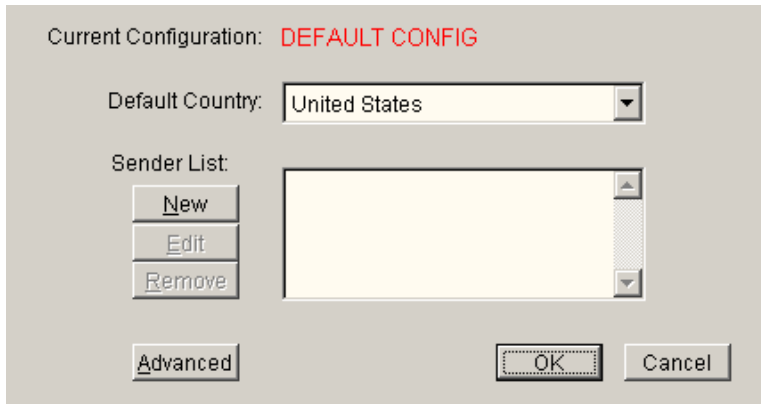 Current Configuration: DEFAULT CONFIG
Default Country: United States
Sender List:
New
Edit
Remove
Advanced OK Cancel